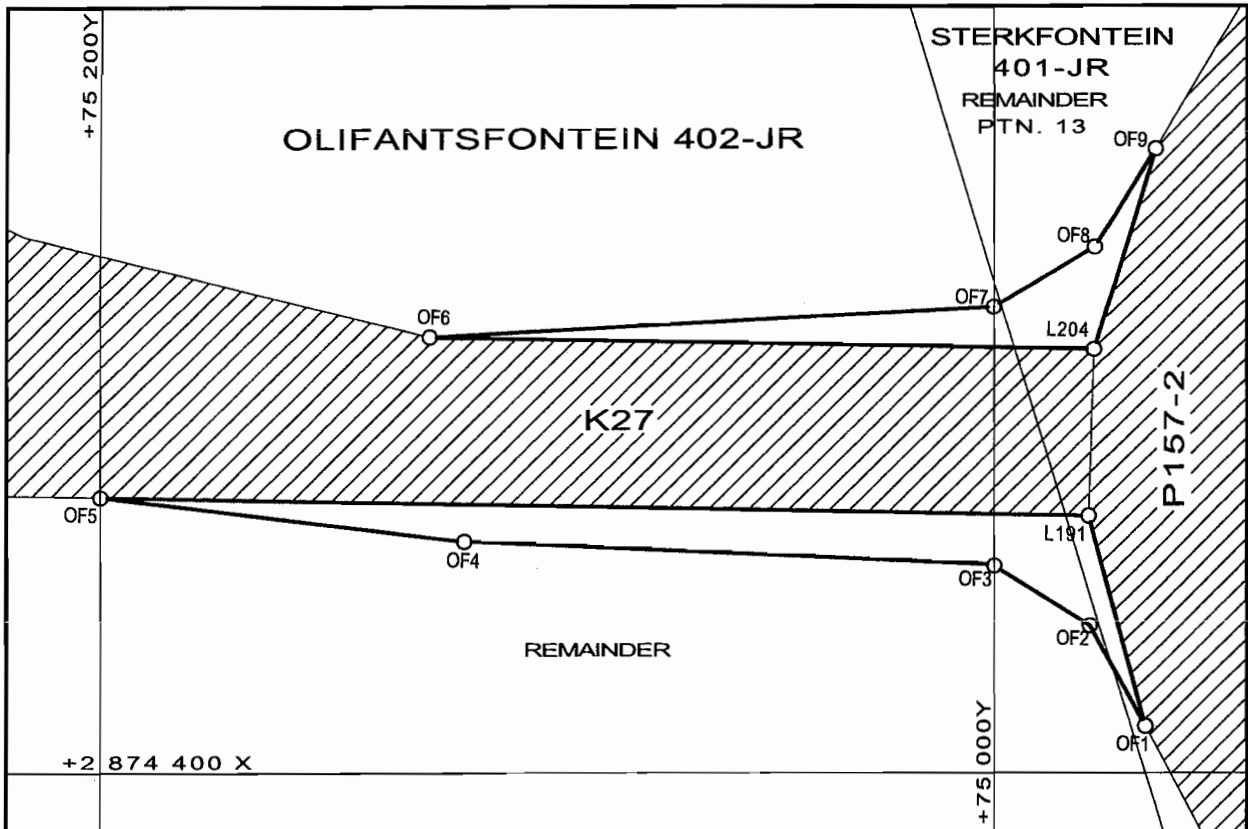 +75 200Y
STERKFONTEIN
401-JR
REMAINDER
PTN. 13
OLIFANTSFONTEIN 402-JR
OF9
OF8
OF7
OF6
L204
K27
P157-2
OF5
L191
OF4
OF3
OF2
REMAINDER
OF1
+75 000Y
+2 874 400 X